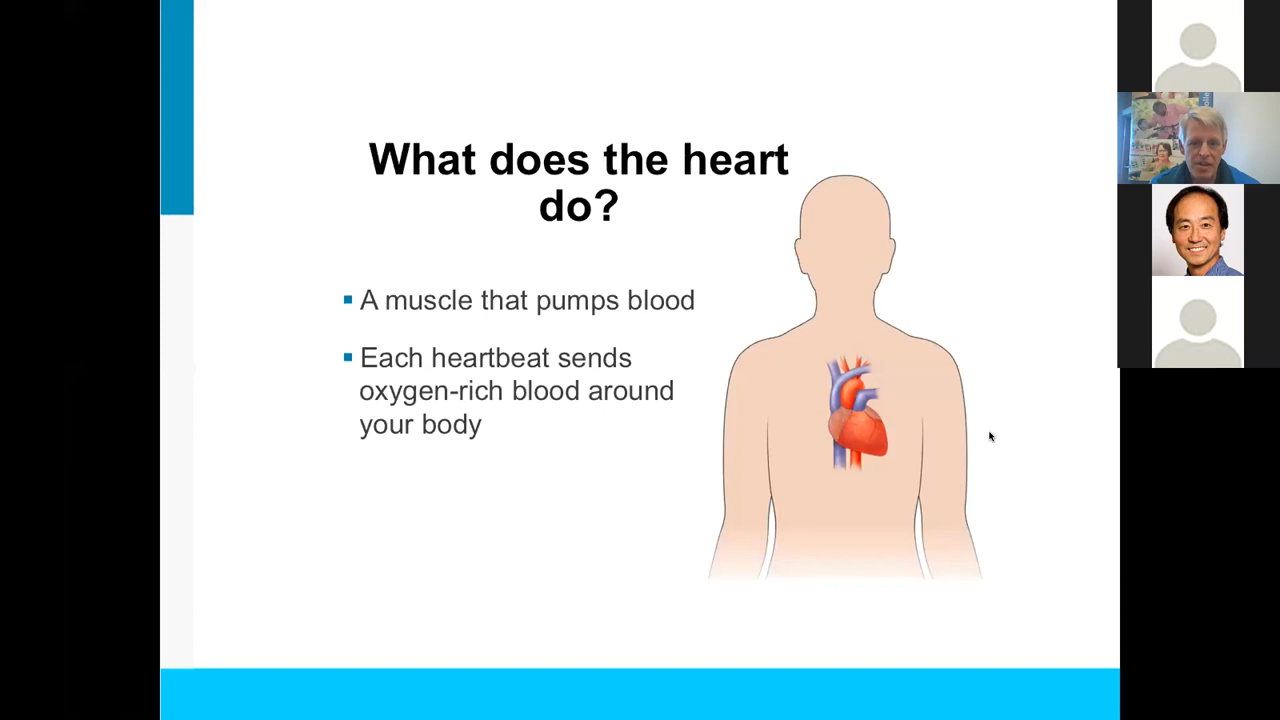 What does the heart
do?
▪ A muscle that pumps blood
▪ Each heartbeat sends
oxygen-rich blood around
your body